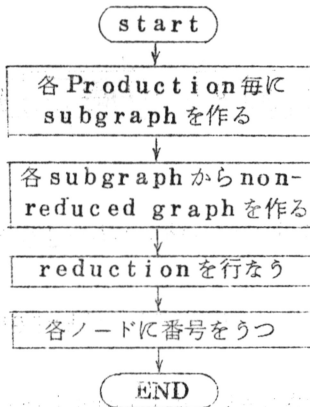 start
各Production毎に
subgraphを作る
各subgraphからnon-
reduced graphを作る
reductionを行なう
各ノードに番号をうつ
END